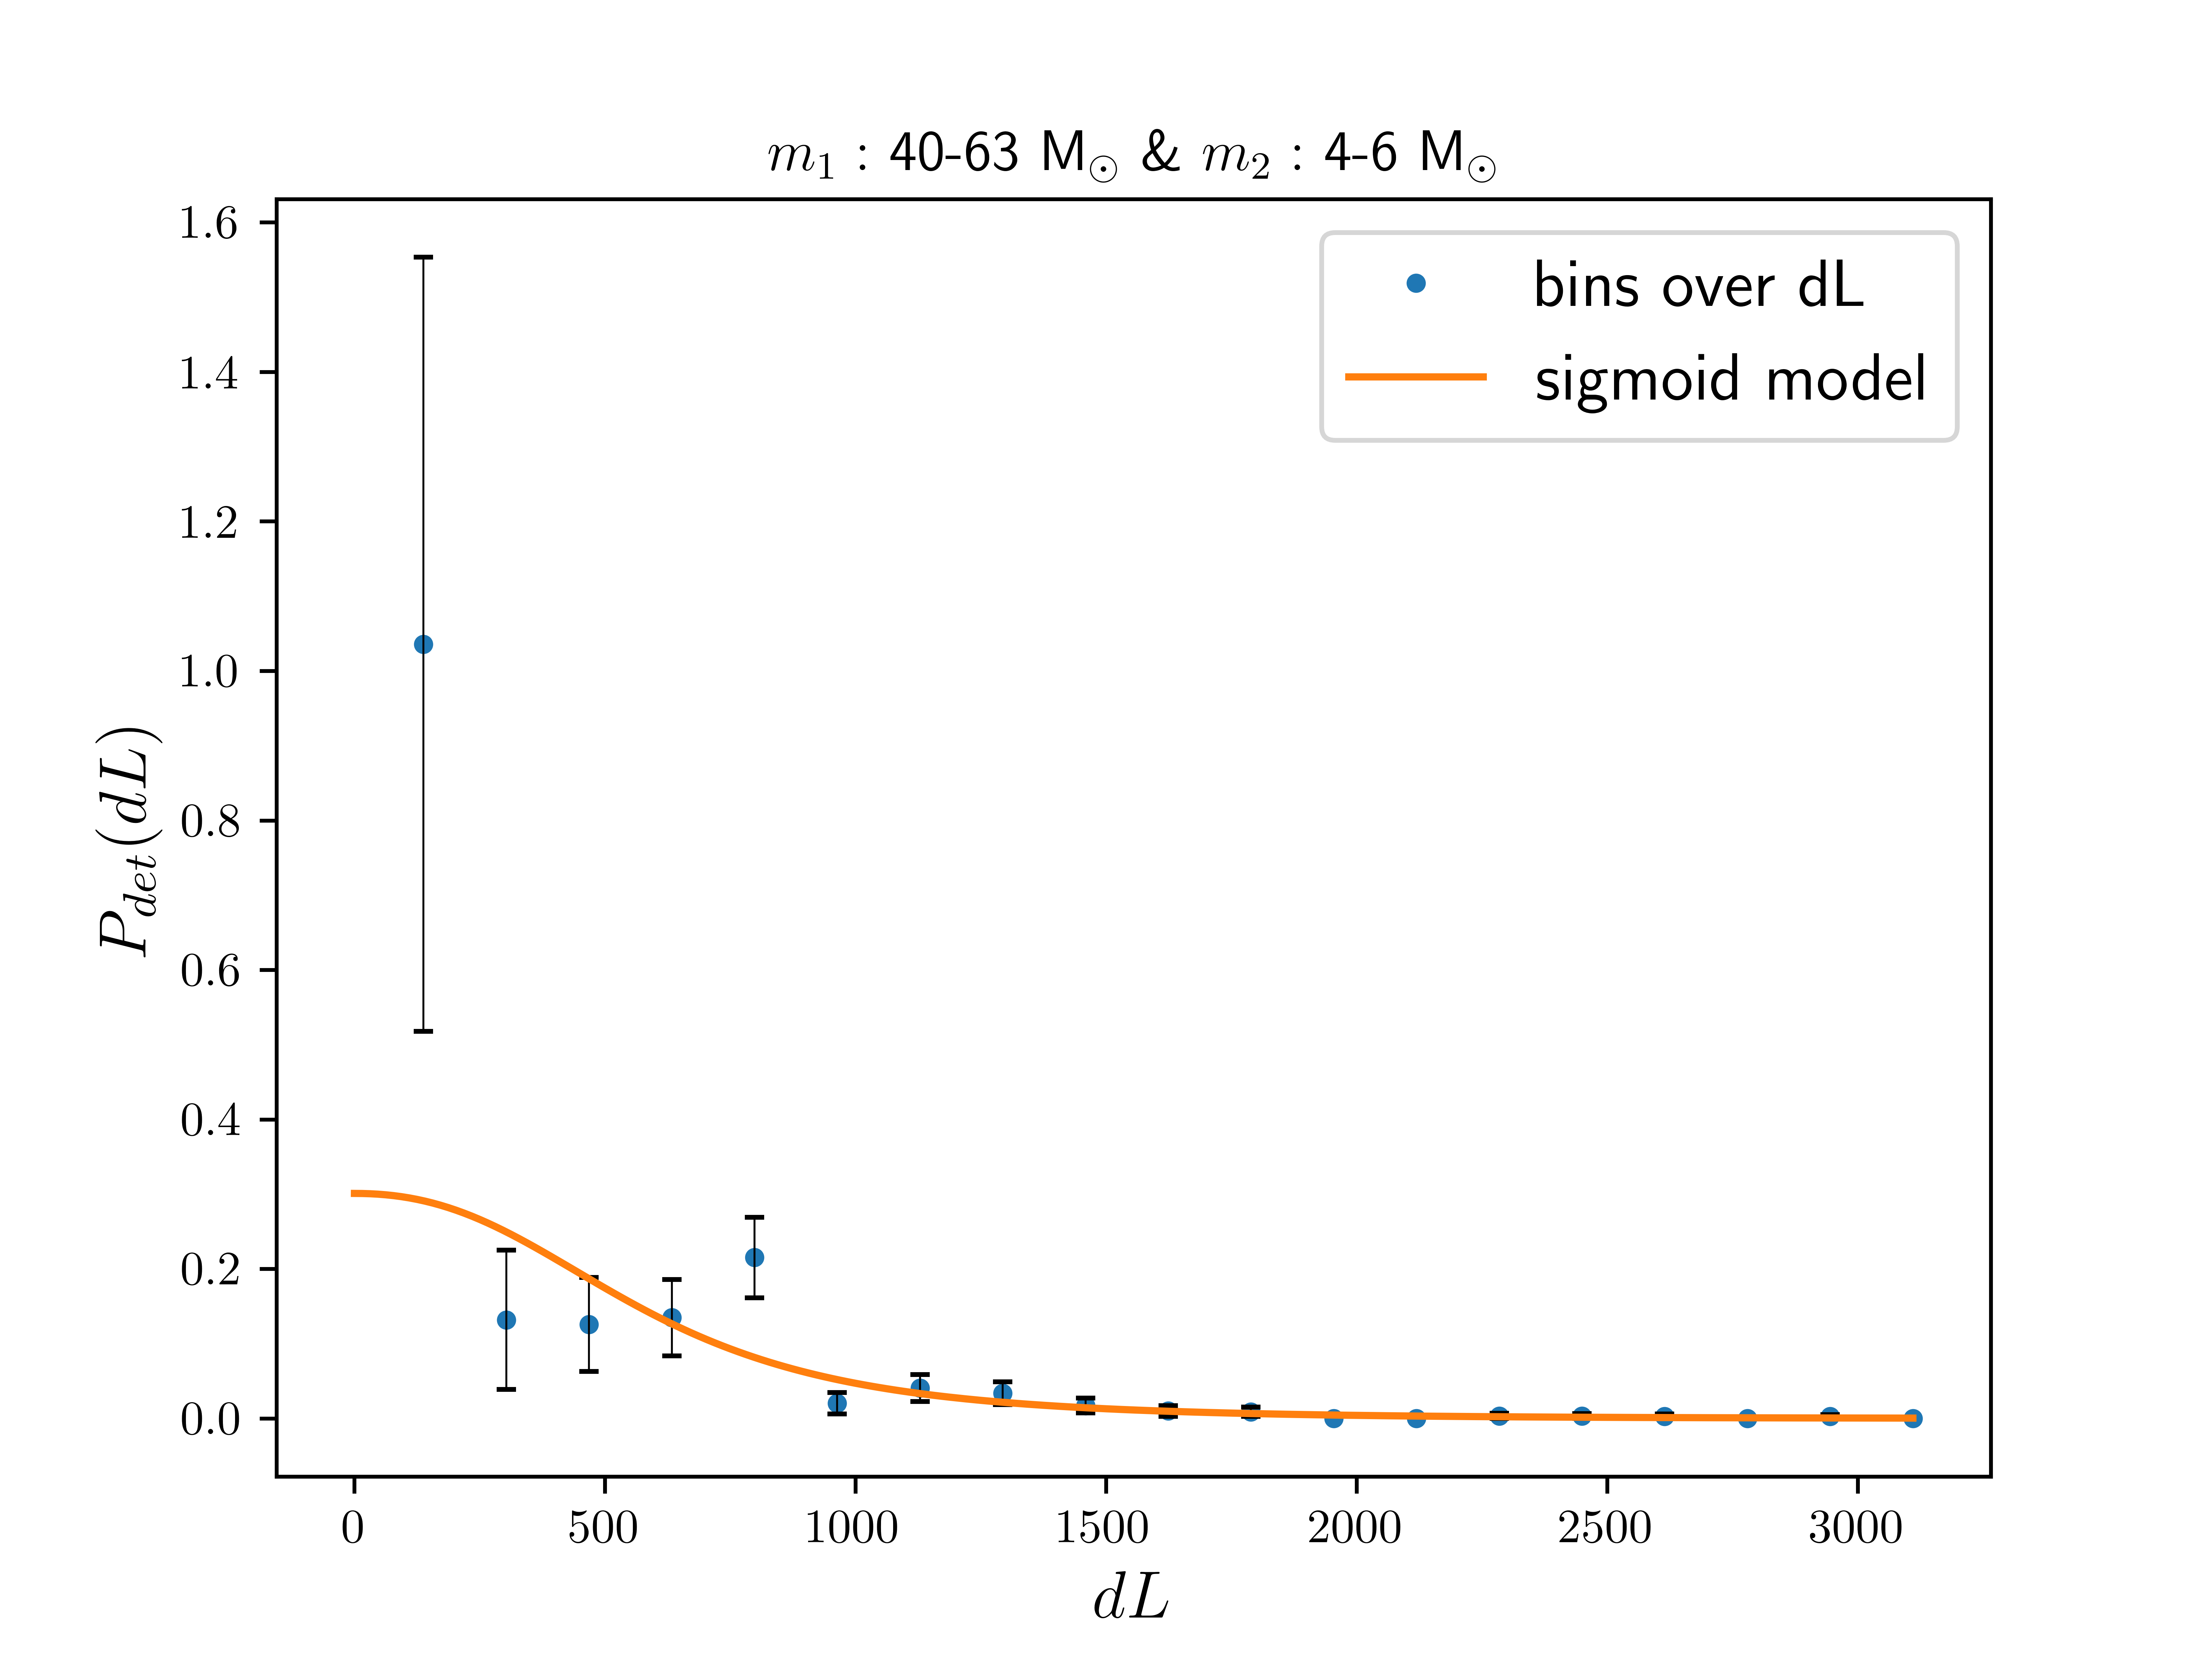 m₁ : 40-63 M☉ & m₂ : 4-6 M☉
bins over dL
sigmoid model
1.6
1.4
1.2
1.0
0.8
0.6
0.4
0.2
0.0
P_det(dL)
0 500 1000 1500 2000 2500 3000
dL